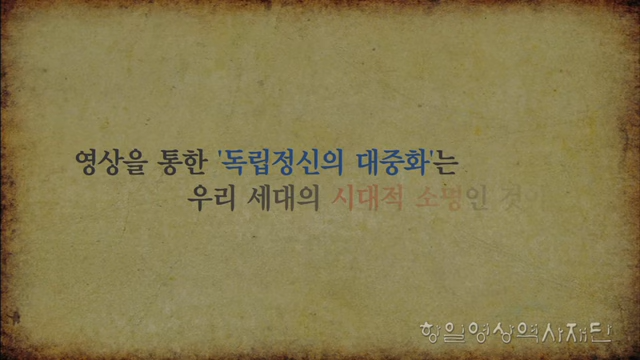 영상을 통한 '독립정신의 대중화'는
우리 세대의 시대적 소명인 것이
항일영상역사재단